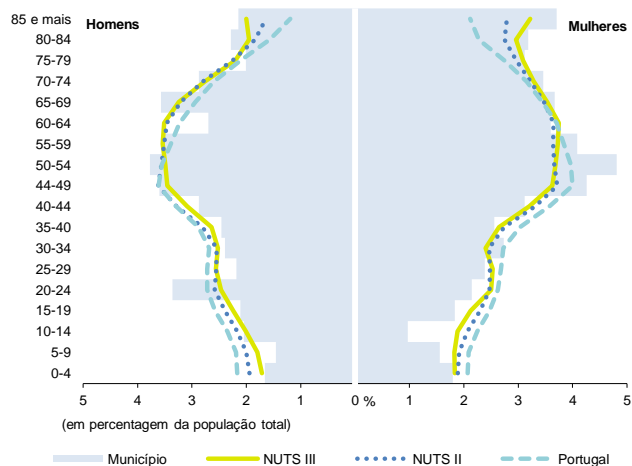 Homens
Mulheres
85 e mais
80-84
75-79
70-74
65-69
60-64
55-59
50-54
44-49
40-44
35-40
30-34
25-29
20-24
15-19
10-14
5-9
0-4
5 4 3 2 1 0 % 1 2 3 4 5
(em percentagem da população total)
Município NUTS III NUTS II Portugal